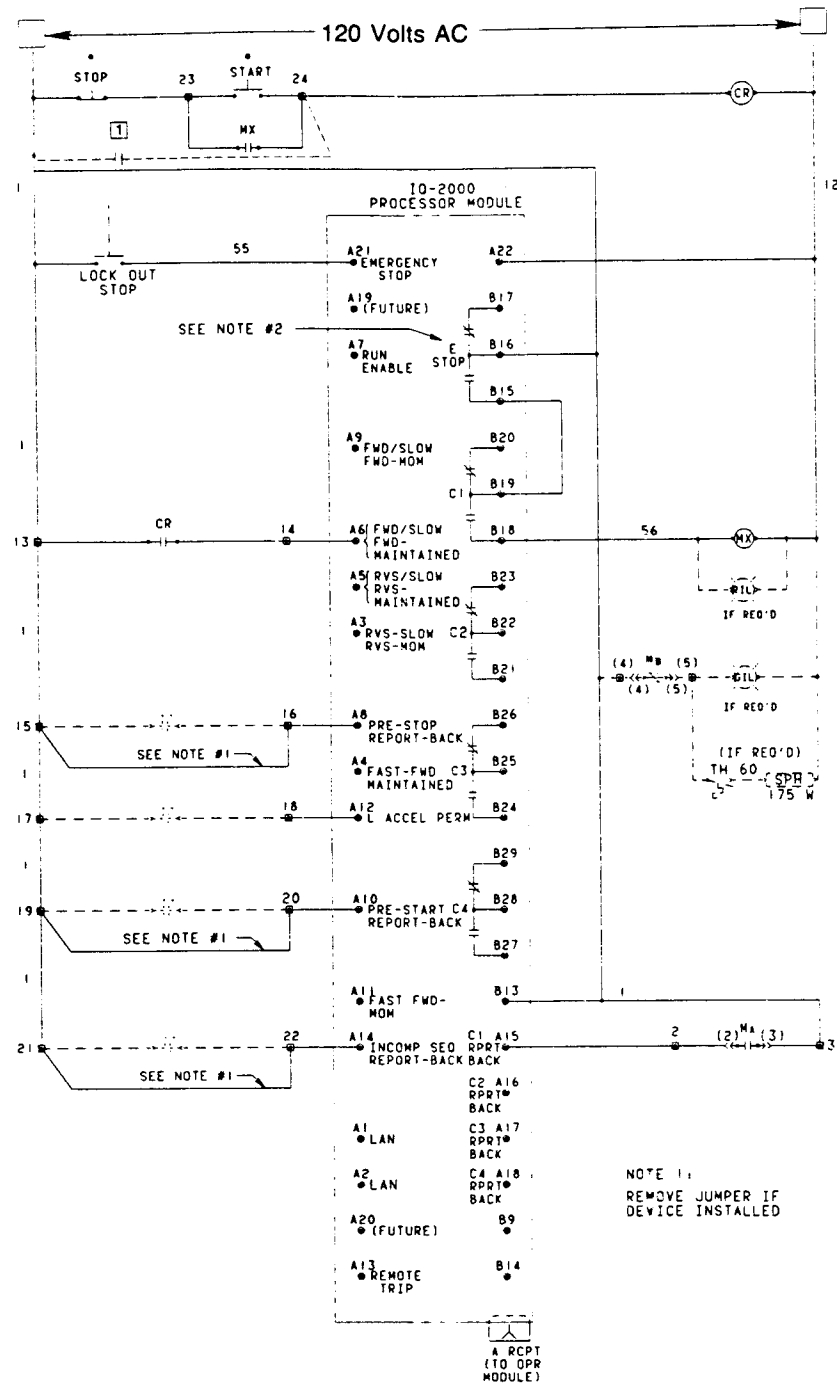 120 Volts AC
STOP
23
START
24
CR
1
MX
1
12
IQ-2000
PROCESSOR MODULE
55
A21
EMERGENCY
STOP
A22
LOCK OUT
STOP
A19
(FUTURE)
B17
SEE NOTE #2
A7
RUN
ENABLE
E
STOP
B16
B15
1
A9
FWD/SLOW
FWD-MOM
B20
C1
B19
CR
13
14
A6
FWD/SLOW
FWD-
MAINTAINED
B18
56
MX
A5
RVS/SLOW
RVS-
MAINTAINED
B23
RIL
IF REQ'D
1
A3
RVS-SLOW
RVS-MOM
C2
B22
B21
(4)
MB
(5)
(4)
(5)
GIL
IF REQ'D
15
16
A8
PRE-STOP
REPORT-BACK
B26
SEE NOTE #1
1
A4
FAST-FWD
MAINTAINED
C3
B25
(IF REQ'D)
TH 60
SPH
175 W
17
18
A12
L ACCEL PERM
B24
1
B29
19
20
A10
PRE-START
REPORT-BACK
C4
B28
SEE NOTE #1
B27
1
A11
FAST FWD-
MOM
B13
1
21
22
A14
INCOMP SEQ
REPORT-BACK
C1 A15
RPRT
BACK
2
(2)
MA
(3)
3
SEE NOTE #1
C2 A16
RPRT
BACK
A1
LAN
C3 A17
RPRT
BACK
A2
LAN
C4 A18
RPRT
BACK
NOTE 1:
REMOVE JUMPER IF
DEVICE INSTALLED
A20
(FUTURE)
B9
A13
REMOTE
TRIP
B14
A RCPT
(TO OPR
MODULE)